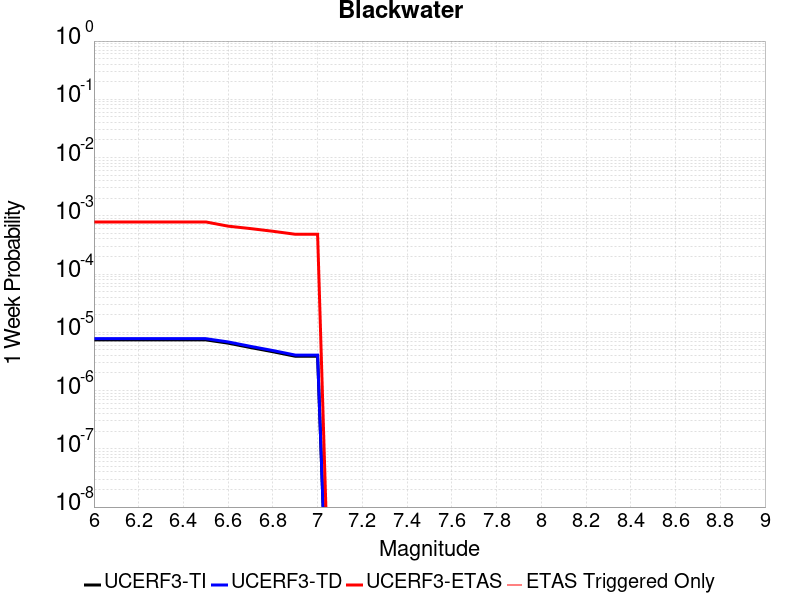 Blackwater
10 0
10 -1
10 -2
10 -3
10 -4
10 -5
10 -6
10 -7
10 -8
1 Week Probability
6 6.2 6.4 6.6 6.8 7 7.2 7.4 7.6 7.8 8 8.2 8.4 8.6 8.8 9
Magnitude
UCERF3-TI UCERF3-TD UCERF3-ETAS ETAS Triggered Only